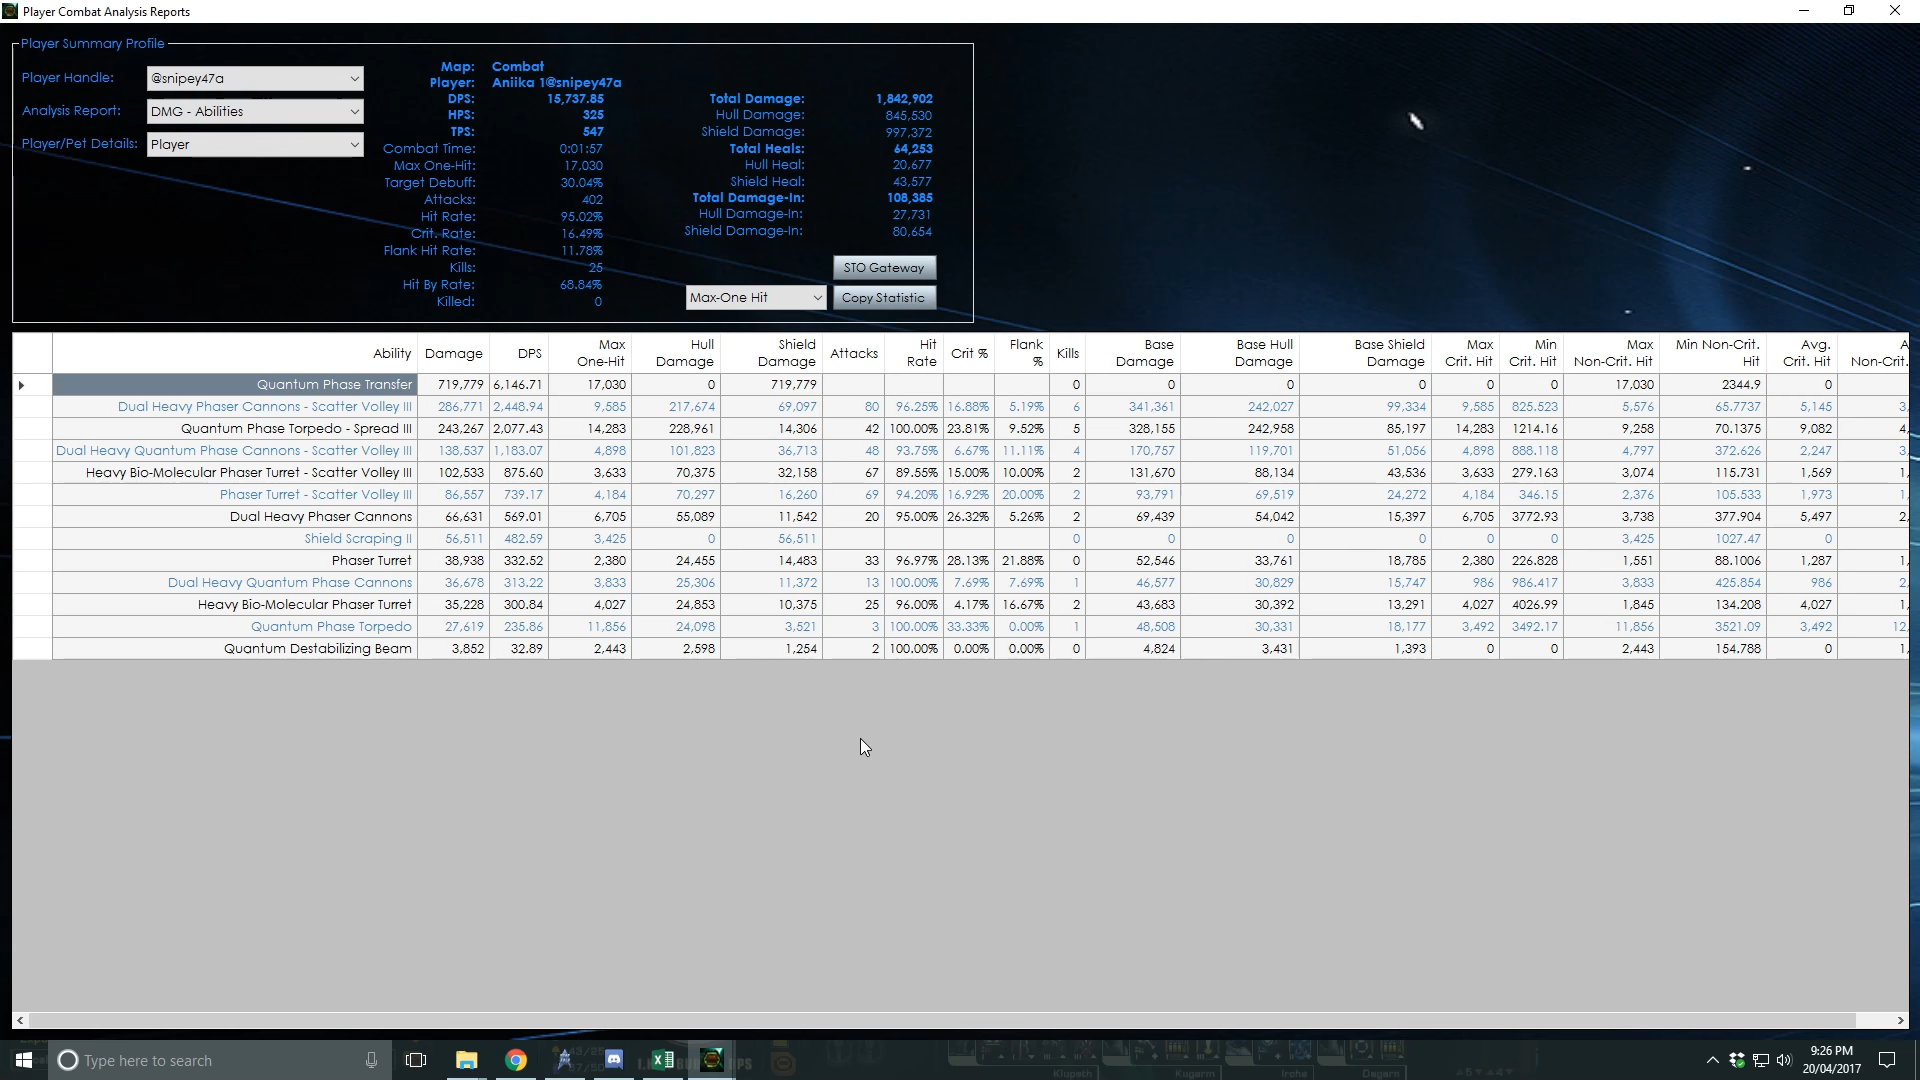 Player Combat Analysis Reports
Player Summary Profile
Player Handle: @snipey47a
Analysis Report: DMG - Abilities
Player/Pet Details: Player
Map: Combat
Player: Aniika 1@snipey47a
DPS: 15,737.85
HPS: 325
TPS: 547
Combat Time: 0:01:57
Max One-Hit: 17,030
Target Debuff: 30.04%
Attacks: 402
Hit Rate: 95.02%
Crit. Rate: 16.49%
Flank Hit Rate: 11.78%
Kills: 25
Hit By Rate: 68.84%
Killed: 0
Total Damage: 1,842,902
Hull Damage: 845,530
Shield Damage: 997,372
Total Heals: 64,253
Hull Heal: 20,677
Shield Heal: 43,577
Total Damage-In: 108,385
Hull Damage-In: 27,731
Shield Damage-In: 80,654
STO Gateway
Max-One Hit Copy Statistic
Ability Damage DPS Max One-Hit Hull Damage Shield Damage Attacks Hit Rate Crit % Flank % Kills Base Damage Base Hull Damage Base Shield Damage Max Crit. Hit Min Crit. Hit Max Non-Crit. Hit Min Non-Crit. Hit Avg. Crit. Hit A Non-Crit.
Quantum Phase Transfer 719,779 6,146.71 17,030 0 719,779 0 0 0 0 0 0 17,030 2344.9 0
Dual Heavy Phaser Cannons - Scatter Volley III 286,771 2,448.94 9,585 217,674 69,097 80 96.25% 16.88% 5.19% 6 341,361 242,027 99,334 9,585 825.523 5,576 65.7737 5,145 3,
Quantum Phase Torpedo - Spread III 243,267 2,077.43 14,283 228,961 14,306 42 100.00% 23.81% 9.52% 5 328,155 242,958 85,197 14,283 1214.16 9,258 70.1375 9,082 4,
Dual Heavy Quantum Phase Cannons - Scatter Volley III 138,537 1,183.07 4,898 101,823 36,713 48 93.75% 6.67% 11.11% 4 170,757 119,701 51,056 4,898 888.118 4,797 372.626 2,247 3,
Heavy Bio-Molecular Phaser Turret - Scatter Volley III 102,533 875.60 3,633 70,375 32,158 67 89.55% 15.00% 10.00% 2 131,670 88,134 43,536 3,633 279.163 3,074 115.731 1,569 1,
Phaser Turret - Scatter Volley III 86,557 739.17 4,184 70,297 16,260 69 94.20% 16.92% 20.00% 2 93,791 69,519 24,272 4,184 346.15 2,376 105.533 1,973 1,
Dual Heavy Phaser Cannons 66,631 569.01 6,705 55,089 11,542 20 95.00% 26.32% 5.26% 2 69,439 54,042 15,397 6,705 3772.93 3,738 377.904 5,497 2,
Shield Scraping II 56,511 482.59 3,425 0 56,511 0 0 0 0 0 0 3,425 1027.47 0
Phaser Turret 38,938 332.59 2,380 24,455 14,483 33 96.97% 28.13% 21.88% 0 52,546 33,761 18,785 2,380 226.828 1,551 88.1006 1,287 1,
Dual Heavy Quantum Phase Cannons 36,678 313.22 3,833 25,306 11,372 13 100.00% 7.69% 7.69% 1 46,577 30,829 15,747 986 986.417 3,833 425.854 986 2,
Heavy Bio-Molecular Phaser Turret 35,228 300.84 4,027 24,853 10,375 25 96.00% 4.17% 16.67% 2 43,683 30,392 13,291 4,027 4026.99 1,845 134.208 4,027 1,
Quantum Phase Torpedo 27,619 235.86 11,856 24,098 3,521 3 100.00% 33.33% 0.00% 1 48,508 30,331 18,177 3,492 3492.17 11,856 3521.09 3,492 12,
Quantum Destabilizing Beam 3,852 32.89 2,443 2,598 1,254 2 100.00% 0.00% 0.00% 0 4,824 3,431 1,393 0 0 2,443 154.788 0 1,
Type here to search
9:26 PM
20/04/2017